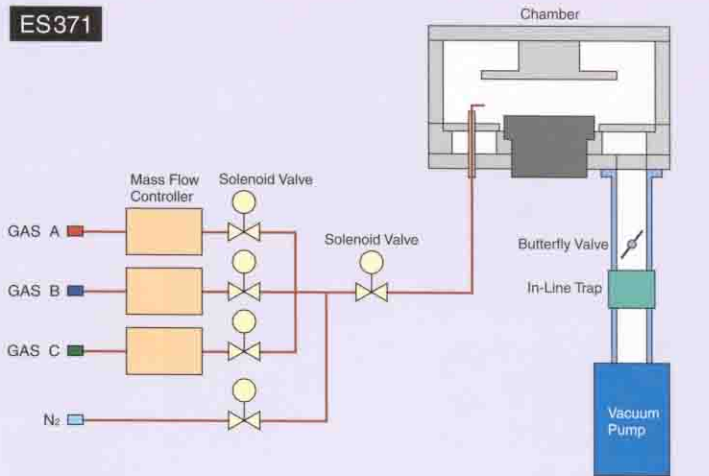 ES371
Chamber
Mass Flow
Controller
Solenoid Valve
GAS A
Solenoid Valve
Butterfly Valve
GAS B
In-Line Trap
GAS C
N₂
Vacuum
Pump